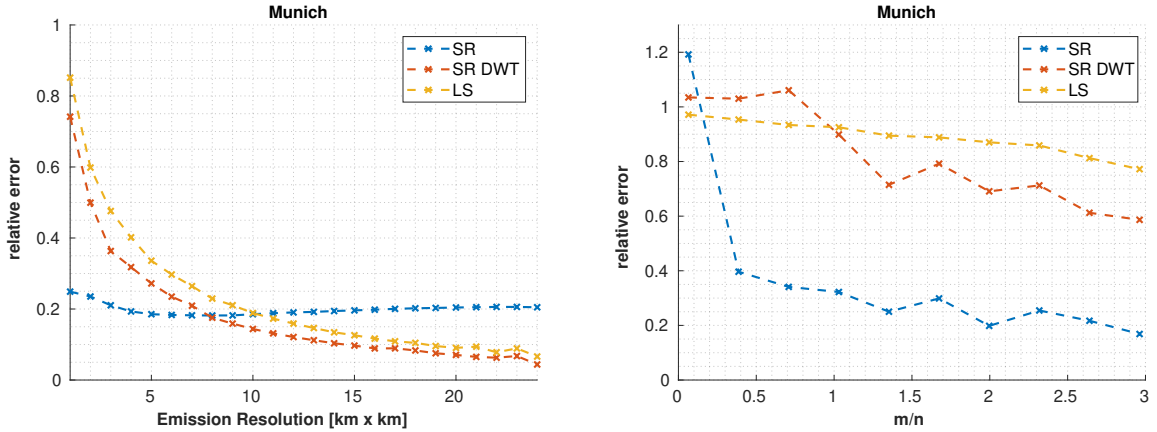 Munich
relative error
1
0.8
0.6
0.4
0.2
0
5
10
15
20
Emission Resolution [km x km]
SR
SR DWT
LS
Munich
relative error
1.2
1
0.8
0.6
0.4
0.2
0
0
0.5
1
1.5
2
2.5
3
m/n
SR
SR DWT
LS